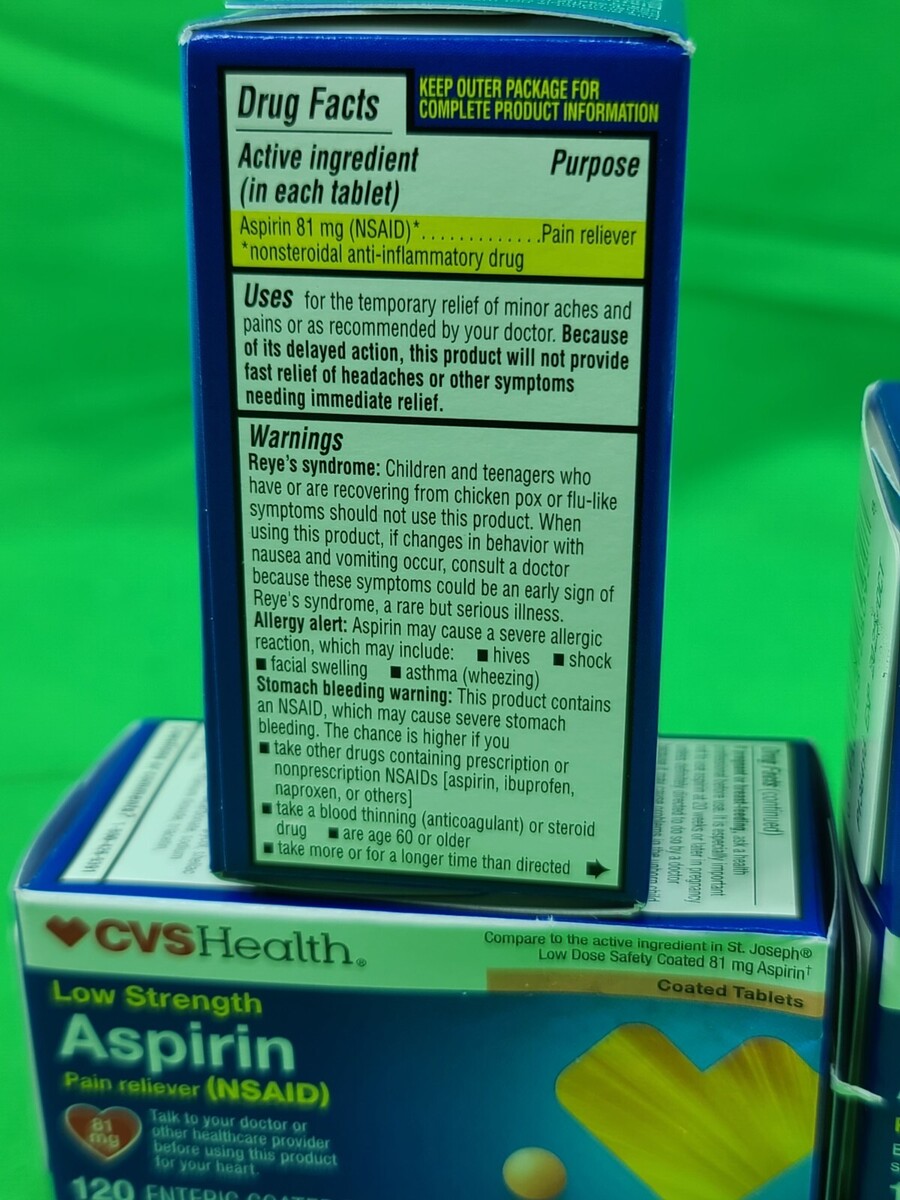 Drug Facts
KEEP OUTER PACKAGE FOR
COMPLETE PRODUCT INFORMATION
Active ingredient Purpose
(in each tablet)
Aspirin 81 mg (NSAID)*.............Pain reliever
*nonsteroidal anti-inflammatory drug
Uses for the temporary relief of minor aches and
pains or as recommended by your doctor. Because
of its delayed action, this product will not provide
fast relief of headaches or other symptoms
needing immediate relief.
Warnings
Reye's syndrome: Children and teenagers who
have or are recovering from chicken pox or flu-like
symptoms should not use this product. When
using this product, if changes in behavior with
nausea and vomiting occur, consult a doctor
because these symptoms could be an early sign of
Reye's syndrome, a rare but serious illness.
Allergy alert: Aspirin may cause a severe allergic
reaction, which may include: ■ hives ■ shock
■ facial swelling ■ asthma (wheezing)
Stomach bleeding warning: This product contains
an NSAID, which may cause severe stomach
bleeding. The chance is higher if you
■ take other drugs containing prescription or
nonprescription NSAIDs [aspirin, ibuprofen,
naproxen, or others]
■ take a blood thinning (anticoagulant) or steroid
drug ■ are age 60 or older
■ take more or for a longer time than directed
Drug Facts (continued)
CVSHealth®
Compare to the active ingredient in St. Joseph®
Low Dose Safety Coated 81 mg Aspirin†
Coated Tablets
Low Strength
Aspirin
Pain reliever (NSAID)
81
mg
Talk to your doctor or
other healthcare provider
before using this product
for your heart.
120 ENTERIC